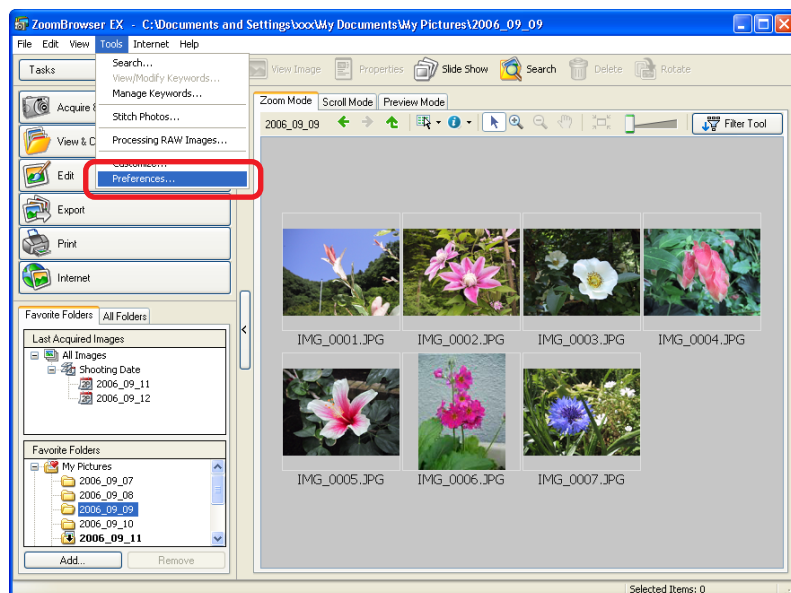 ZoomBrowser EX - C:\Documents and Settings\xxx\My Documents\My Pictures\2006_09_09
File Edit View Tools Internet Help
Tasks
Search...
View/Modify Keywords...
Manage Keywords...
Stitch Photos...
Processing RAW Images...
Customize...
Preferences...
View Image Properties Slide Show Search Delete Rotate
Acquire &
View & C
Edit
Export
Print
Internet
Zoom Mode Scroll Mode Preview Mode
2006_09_09
Filter Tool
IMG_0001.JPG IMG_0002.JPG IMG_0003.JPG IMG_0004.JPG
IMG_0005.JPG IMG_0006.JPG IMG_0007.JPG
Favorite Folders All Folders
Last Acquired Images
All Images
Shooting Date
2006_09_11
2006_09_12
Favorite Folders
My Pictures
2006_09_07
2006_09_08
2006_09_09
2006_09_10
2006_09_11
Add... Remove
Selected Items: 0